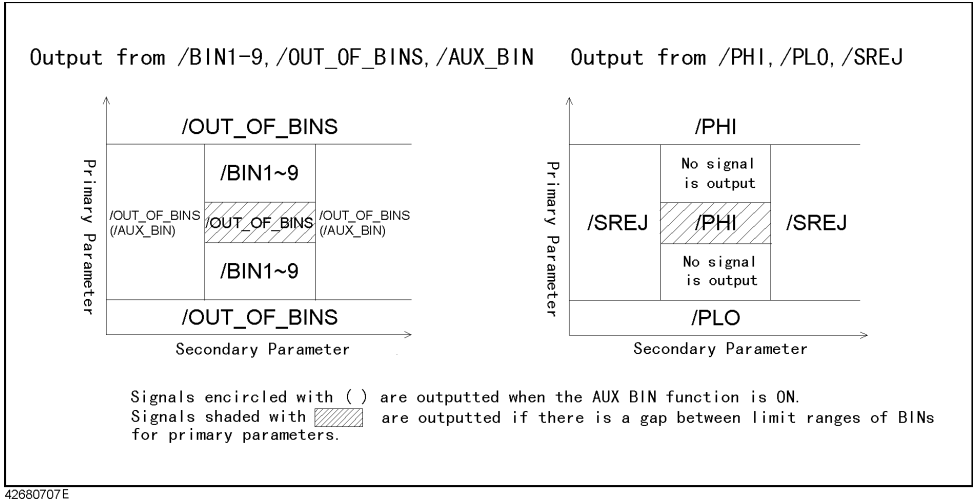 Output from /BIN1-9, /OUT_OF_BINS, /AUX_BIN
/OUT_OF_BINS
/BIN1~9
/OUT_OF_BINS
(/AUX_BIN)
/OUT_OF_BINS
/OUT_OF_BINS
(/AUX_BIN)
/BIN1~9
/OUT_OF_BINS
Primary Parameter
Secondary Parameter
Output from /PHI, /PLO, /SREJ
/PHI
No signal
is output
/SREJ
/PHI
/SREJ
No signal
is output
/PLO
Primary Parameter
Secondary Parameter
Signals encircled with ( ) are outputted when the AUX BIN function is ON.
Signals shaded with are outputted if there is a gap between limit ranges of BINs
for primary parameters.
42680707E